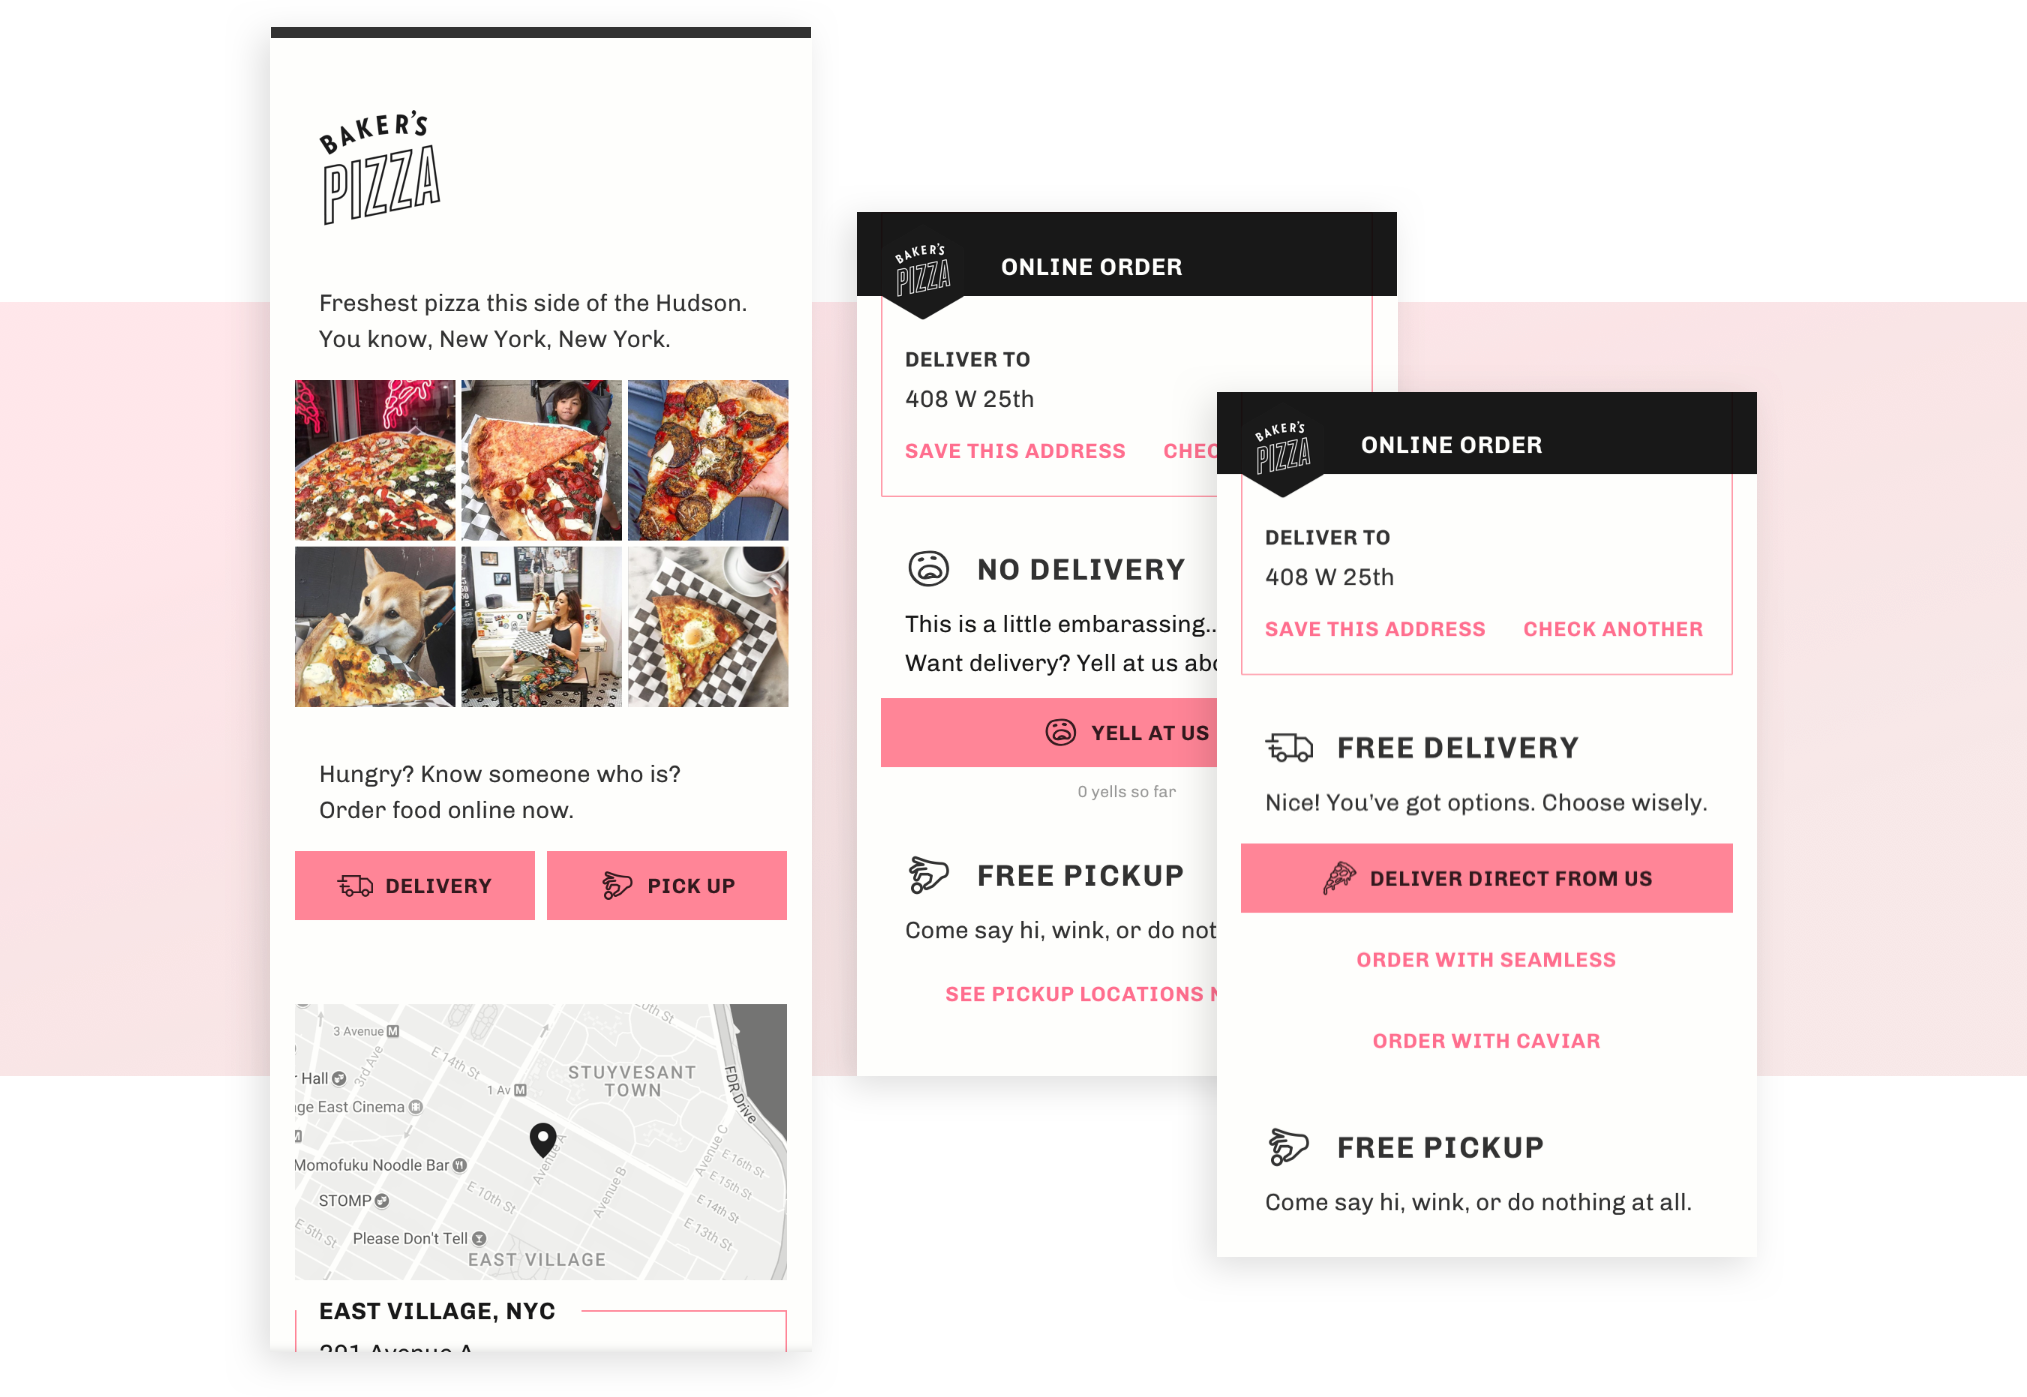 BAKER'S
PIZZA
Freshest pizza this side of the Hudson.
You know, New York, New York.
Hungry? Know someone who is?
Order food online now.
DELIVERY
PICK UP
20th St
3 Avenue M
3rd Ave
E 14th St
1 Av M
STUYVESANT
TOWN
FDR Drive
Hall
ge East Cinema
M
Momofuku Noodle Bar
STOMP
E 5th St
Please Don't Tell
E 10th St
Avenue A
Avenue B
Avenue C
E 16th St
E 15th St
E 14th St
E 13th St
EAST VILLAGE
EAST VILLAGE, NYC
BAKER'S
PIZZA
ONLINE ORDER
DELIVER TO
408 W 25th
SAVE THIS ADDRESS
CHEC
NO DELIVERY
This is a little embarassing..
Want delivery? Yell at us abo
YELL AT US
0 yells so far
FREE PICKUP
Come say hi, wink, or do not
SEE PICKUP LOCATIONS N
BAKER'S
PIZZA
ONLINE ORDER
DELIVER TO
408 W 25th
SAVE THIS ADDRESS
CHECK ANOTHER
FREE DELIVERY
Nice! You've got options. Choose wisely.
DELIVER DIRECT FROM US
ORDER WITH SEAMLESS
ORDER WITH CAVIAR
FREE PICKUP
Come say hi, wink, or do nothing at all.